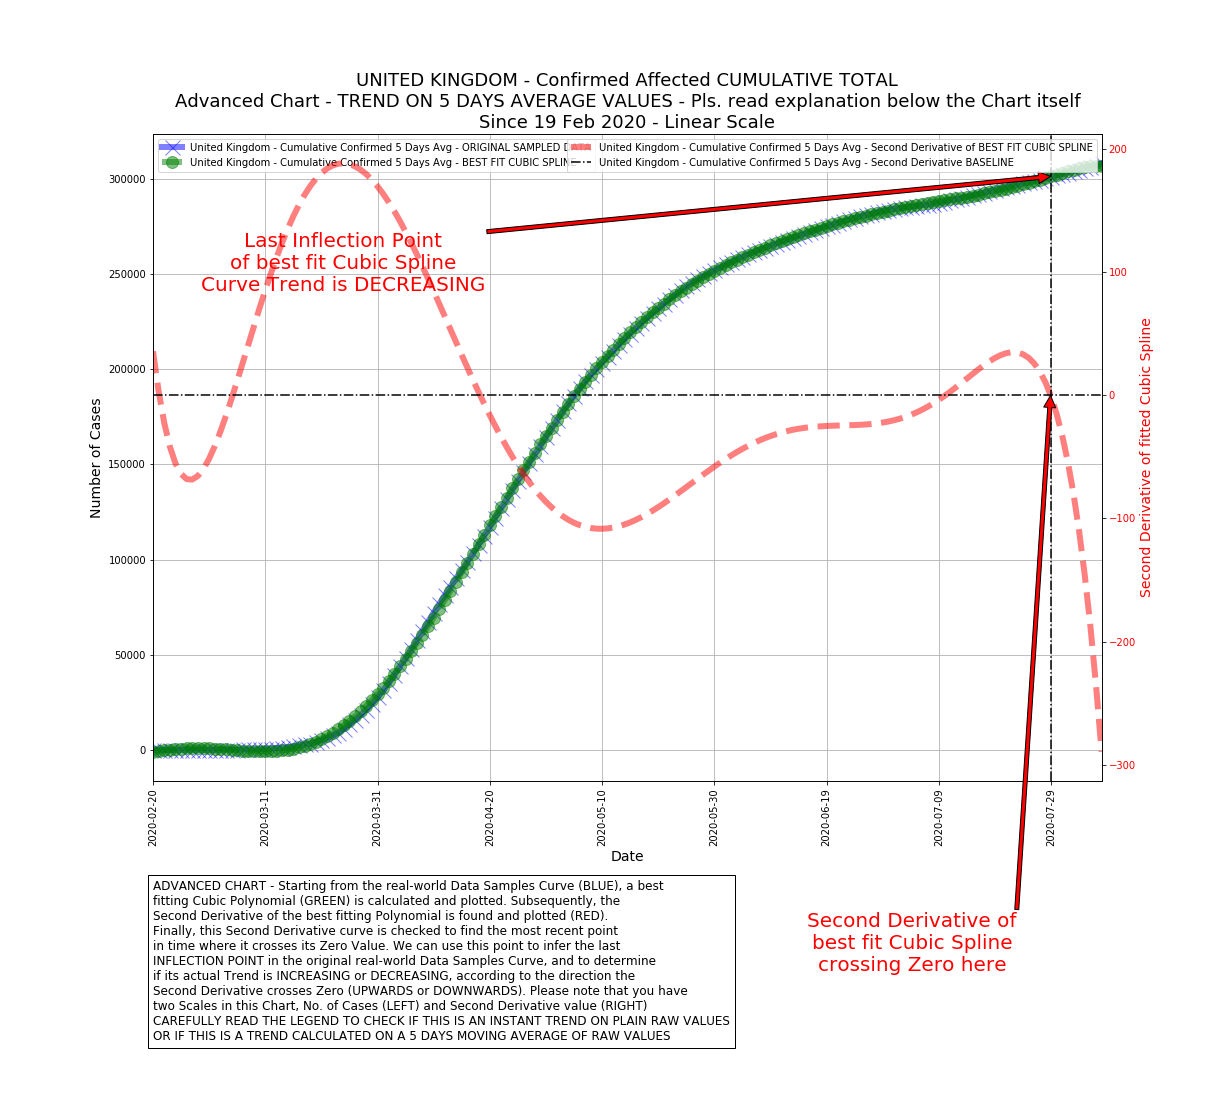 UNITED KINGDOM - Confirmed Affected CUMULATIVE TOTAL
Advanced Chart - TREND ON 5 DAYS AVERAGE VALUES - Pls. read explanation below the Chart itself
Since 19 Feb 2020 - Linear Scale
United Kingdom - Cumulative Confirmed 5 Days Avg - ORIGINAL SAMPLED DATA
United Kingdom - Cumulative Confirmed 5 Days Avg - BEST FIT CUBIC SPLINE
United Kingdom - Cumulative Confirmed 5 Days Avg - Second Derivative of BEST FIT CUBIC SPLINE
United Kingdom - Cumulative Confirmed 5 Days Avg - Second Derivative BASELINE
Last Inflection Point
of best fit Cubic Spline
Curve Trend is DECREASING
Number of Cases
300000
250000
200000
150000
100000
50000
0
200
100
0
−100
−200
−300
Second Derivative of fitted Cubic Spline
2020-02-20
2020-03-11
2020-03-31
2020-04-20
2020-05-10
2020-05-30
2020-06-19
2020-07-09
2020-07-29
Date
Second Derivative of
best fit Cubic Spline
crossing Zero here
ADVANCED CHART - Starting from the real-world Data Samples Curve (BLUE), a best
fitting Cubic Polynomial (GREEN) is calculated and plotted. Subsequently, the
Second Derivative of the best fitting Polynomial is found and plotted (RED).
Finally, this Second Derivative curve is checked to find the most recent point
in time where it crosses its Zero Value. We can use this point to infer the last
INFLECTION POINT in the original real-world Data Samples Curve, and to determine
if its actual Trend is INCREASING or DECREASING, according to the direction the
Second Derivative crosses Zero (UPWARDS or DOWNWARDS). Please note that you have
two Scales in this Chart, No. of Cases (LEFT) and Second Derivative value (RIGHT)
CAREFULLY READ THE LEGEND TO CHECK IF THIS IS AN INSTANT TREND ON PLAIN RAW VALUES
OR IF THIS IS A TREND CALCULATED ON A 5 DAYS MOVING AVERAGE OF RAW VALUES